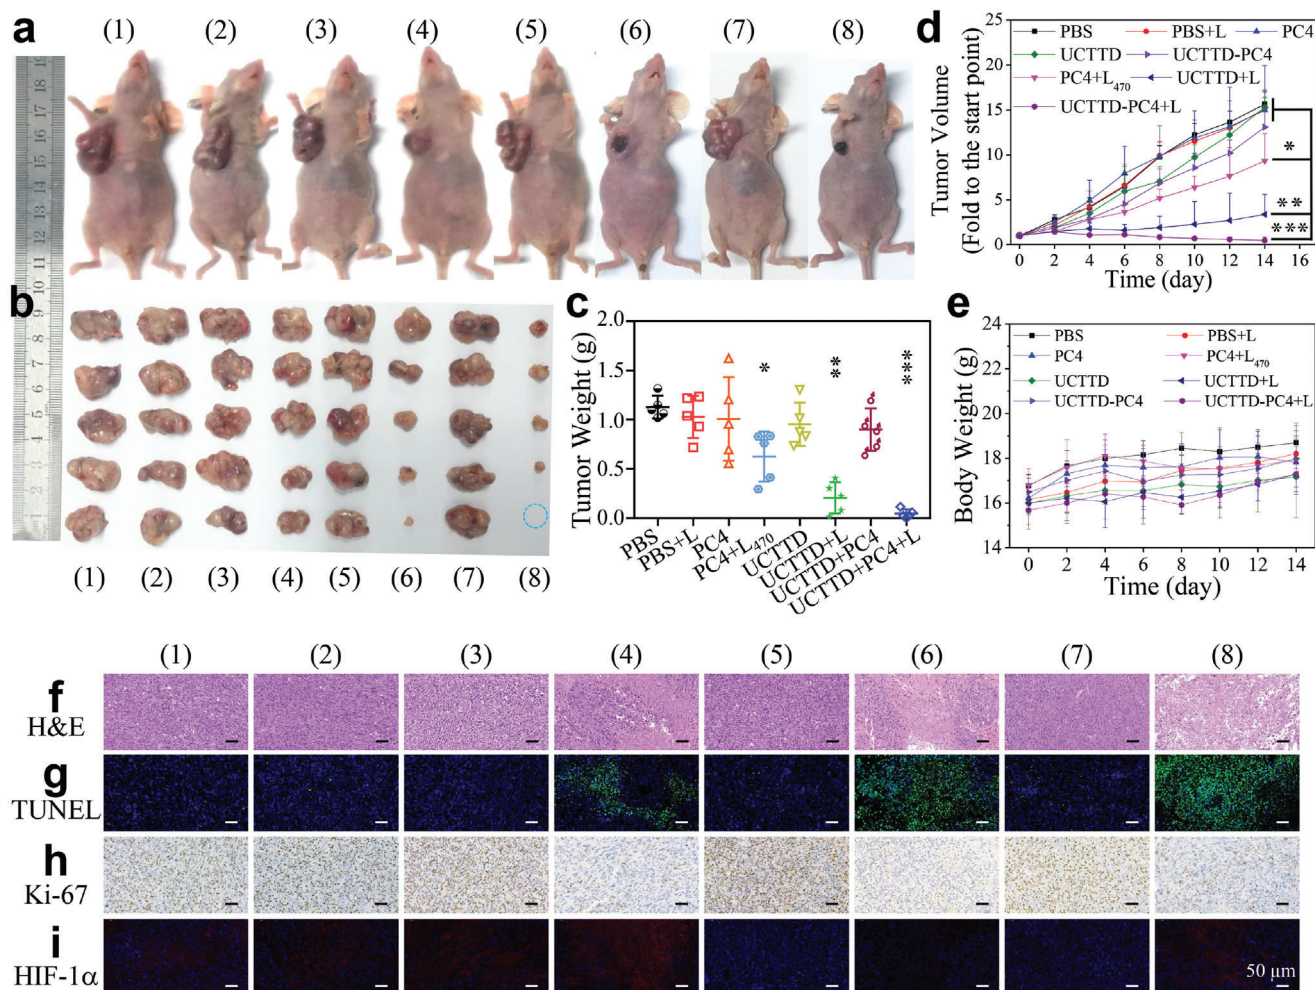 a
(1) (2) (3) (4) (5) (6) (7) (8)
b
(1) (2) (3) (4) (5) (6) (7) (8)
c
Tumor Weight (g)
2.0
1.5
1.0
0.5
0.0
*
**
***
PBS
PBS+L
PC4
PC4+L470
UCTTD
UCTTD+L
UCTTD+PC4
UCTTD+PC4+L
d
Tumor Volume
(Fold to the start point)
25
20
15
10
5
0
PBS PBS+L PC4
UCTTD UCTTD-PC4
PC4+L470 UCTTD+L
UCTTD-PC4+L
*
**
***
0 2 4 6 8 10 12 14 16
Time (day)
e
Body Weight (g)
24
22
20
18
16
14
PBS PBS+L
PC4 PC4+L470
UCTTD UCTTD+L
UCTTD-PC4 UCTTD-PC4+L
0 2 4 6 8 10 12 14
Time (day)
(1) (2) (3) (4) (5) (6) (7) (8)
f
H&E
g
TUNEL
h
Ki-67
i
HIF-1α
50 μm